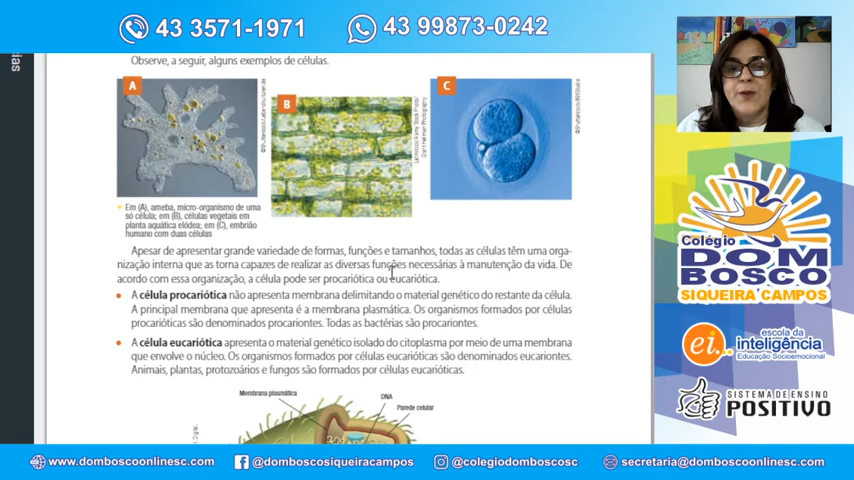 43 3571-1971
43 99873-0242
ias
Observe, a seguir, alguns exemplos de células.
A
B
C
Em (A), ameba, micro-organismo de uma
só célula; em (B), células vegetais em
planta aquática elódea; em (C), embrião
humano com duas células
Apesar de apresentar grande variedade de formas, funções e tamanhos, todas as células têm uma orga-
nização interna que as torna capazes de realizar as diversas funções necessárias à manutenção da vida. De
acordo com essa organização, a célula pode ser procariótica ou eucariótica.
A célula procariótica não apresenta membrana delimitando o material genético do restante da célula.
A principal membrana que apresenta é a membrana plasmática. Os organismos formados por células
procarióticas são denominados procariontes. Todas as bactérias são procariontes.
A célula eucariótica apresenta o material genético isolado do citoplasma por meio de uma membrana
que envolve o núcleo. Os organismos formados por células eucarióticas são denominados eucariontes.
Animais, plantas, protozoários e fungos são formados por células eucarióticas.
Membrana plasmática
DNA
Parede celular
Colégio
DOM
BOSCO
SIQUEIRA CAMPOS
ei.
escola da
inteligência
Educação Socioemocional
SISTEMA DE ENSINO
POSITIVO
www.domboscoonlinesc.com
@domboscosiqueiracampos
@colegiodomboscosc
secretaria@domboscoonlinesc.com